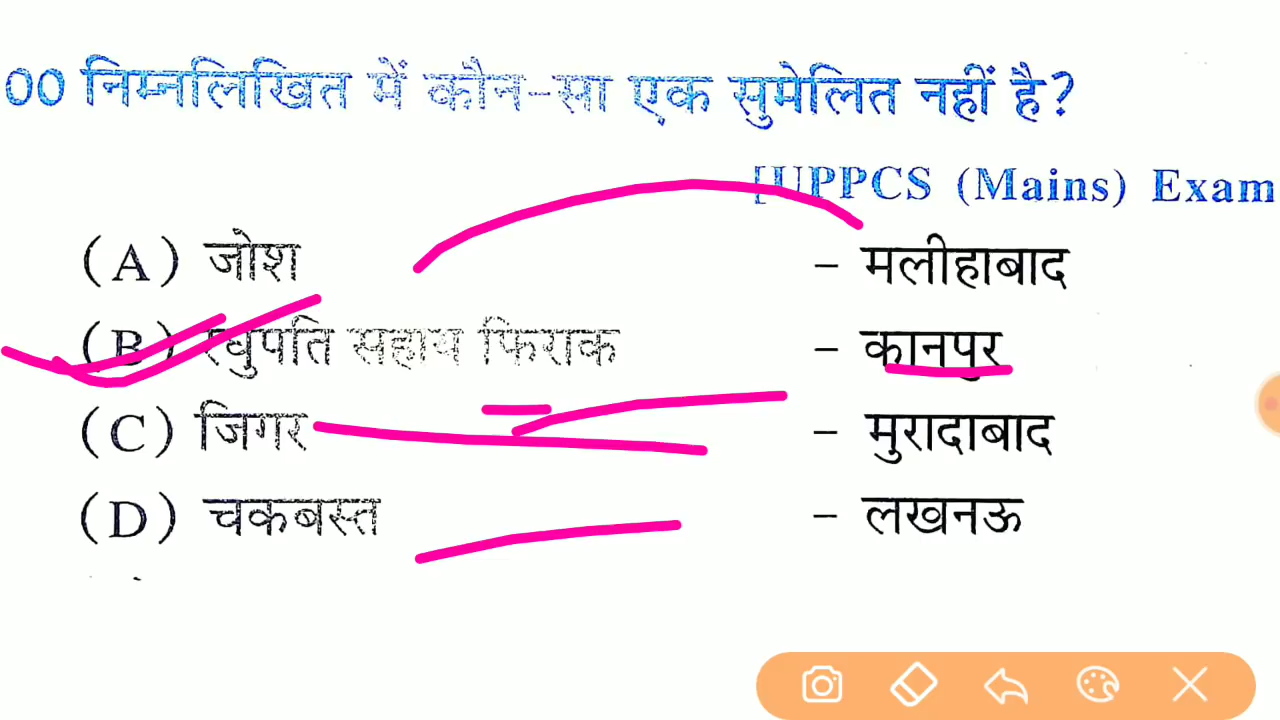 00 निम्नलिखित में कौन-सा एक सुमेलित नहीं है?
[UPPCS (Mains) Exam
(A) जोश - मलीहाबाद
(B) रघुपति सहाय फिराक - कानपुर
(C) जिगर - मुरादाबाद
(D) चकबस्त - लखनऊ